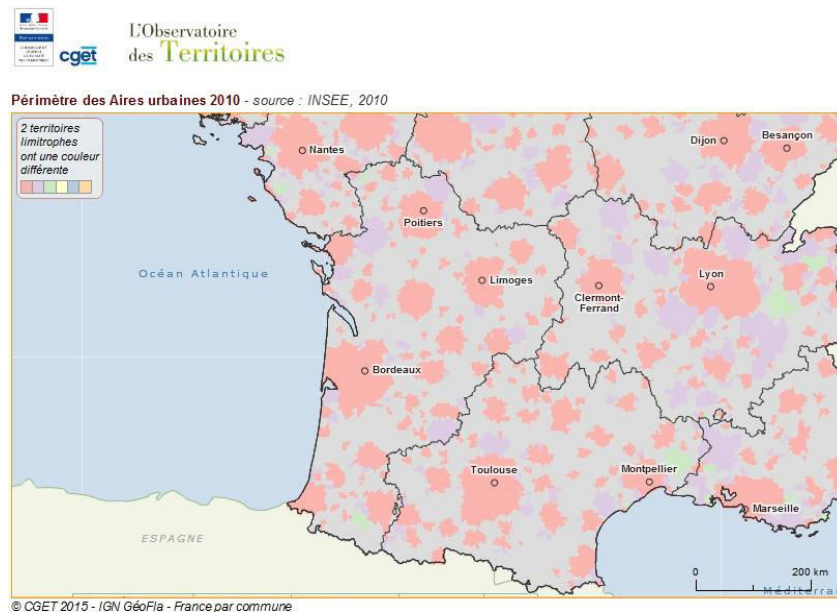 cget
L'Observatoire
des Territoires
Périmètre des Aires urbaines 2010 - source : INSEE, 2010
2 territoires
limitrophes
ont une couleur
différente
Nantes
Dijon
Besançon
Poitiers
Océan Atlantique
Limoges
Clermont-
Ferrand
Lyon
Bordeaux
Toulouse
Montpellier
Marseille
ESPAGNE
0 200 km
Méditerra
© CGET 2015 - IGN GéoFla - France par commune